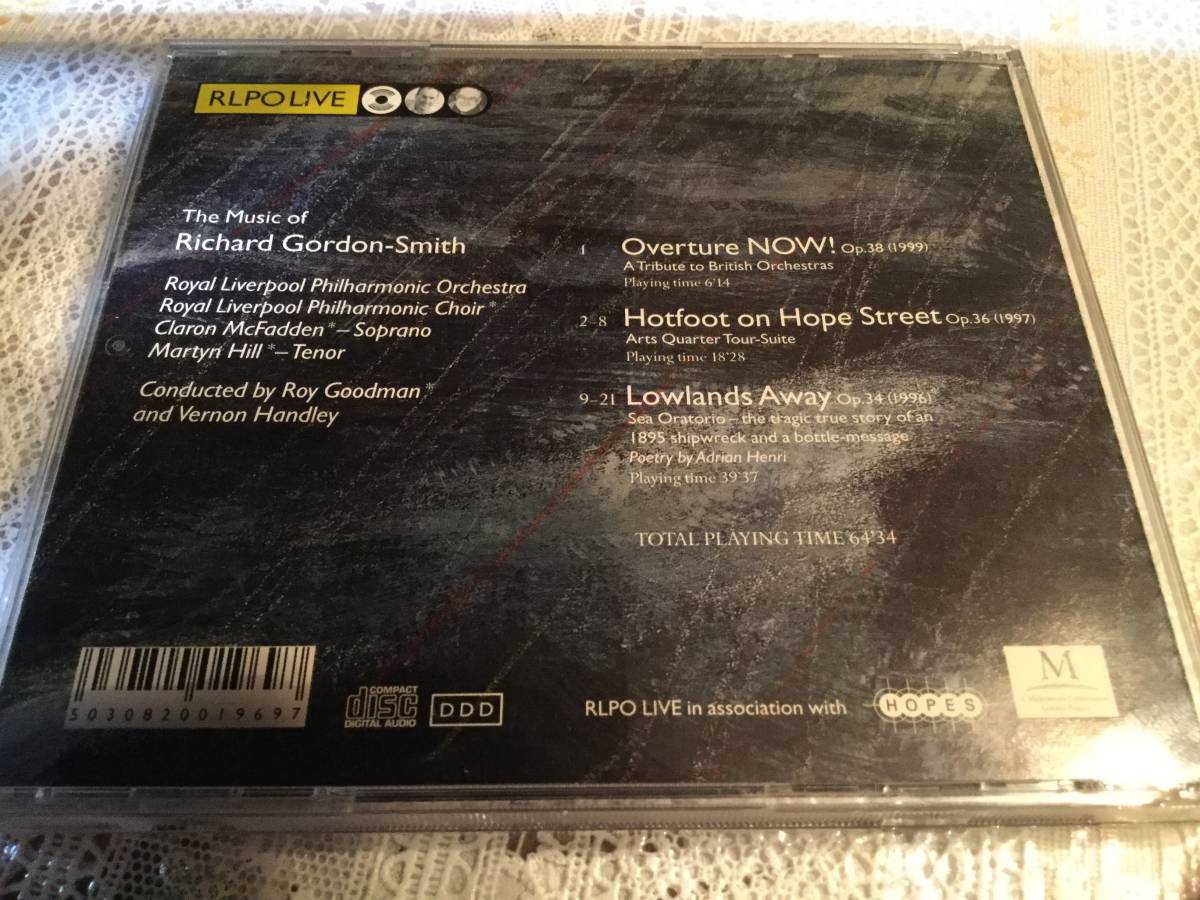 RLPO LIVE
The Music of
Richard Gordon-Smith
Royal Liverpool Philharmonic Orchestra
Royal Liverpool Philharmonic Choir*
Claron McFadden*–Soprano
Martyn Hill*–Tenor
Conducted by Roy Goodman*
and Vernon Handley
1 Overture NOW! Op.38 (1999)
A Tribute to British Orchestras
Playing time 6'14
2–8 Hotfoot on Hope Street Op.36 (1997)
Arts Quarter Tour-Suite
Playing time 18'28
9–21 Lowlands Away Op.34 (1996)
Sea Oratorio – the tragic true story of an
1895 shipwreck and a bottle-message
Poetry by Adrian Henri
Playing time 39'37
TOTAL PLAYING TIME 64'34
5030820019697
COMPACT
disc
DIGITAL AUDIO
DDD
RLPO LIVE in association with
HOPES
M